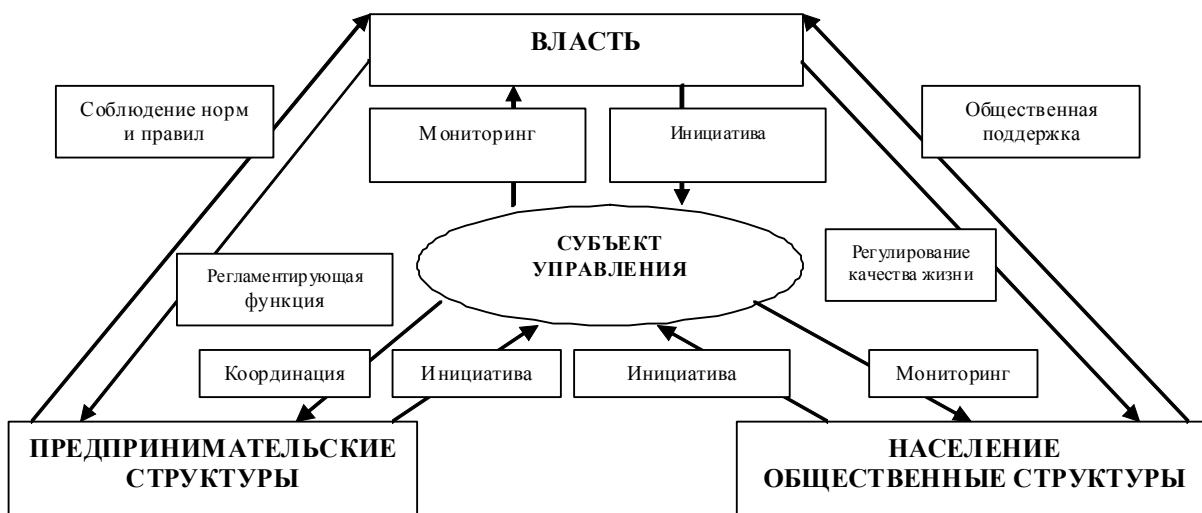 ВЛАСТЬ
Соблюдение норм
и правил
Мониторинг
Инициатива
Общественная
поддержка
СУБЪЕКТ
УПРАВЛЕНИЯ
Регламентирующая
функция
Регулирование
качества жизни
Координация
Инициатива
Инициатива
Мониторинг
ПРЕДПРИНИМАТЕЛЬСКИЕ
СТРУКТУРЫ
НАСЕЛЕНИЕ
ОБЩЕСТВЕННЫЕ СТРУКТУРЫ